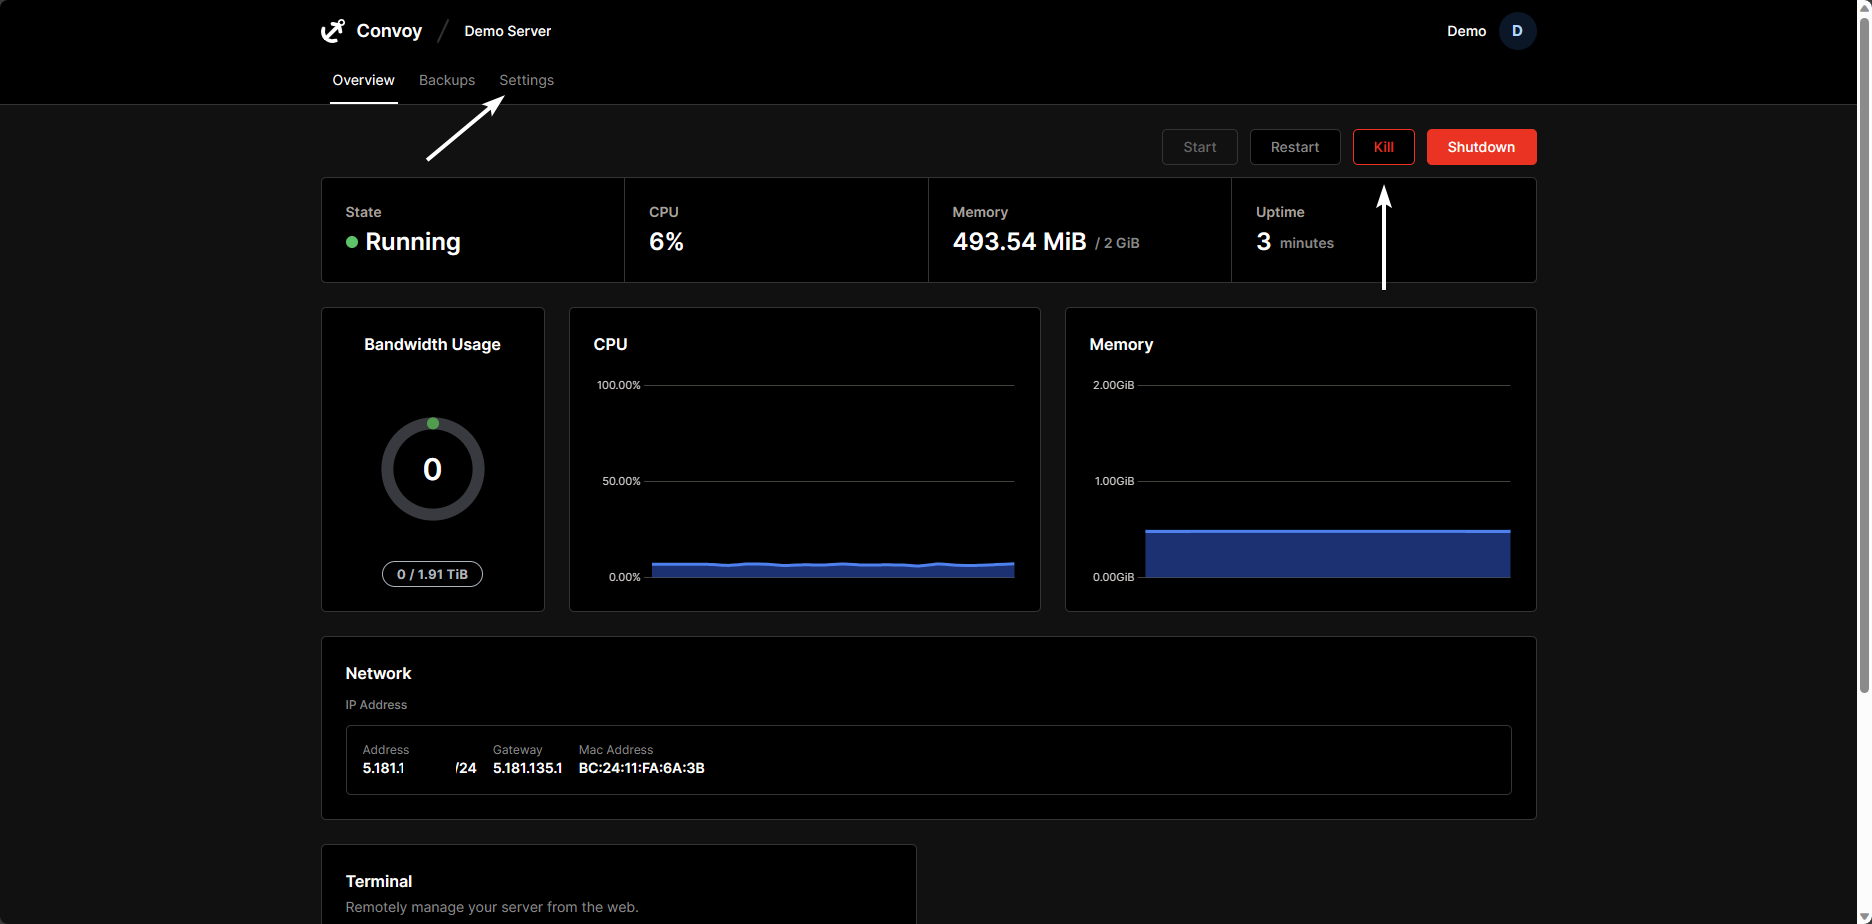 Convoy / Demo Server
Demo D
Overview Backups Settings
Start Restart Kill Shutdown
State CPU Memory Uptime
Running 6% 493.54 MiB / 2 GiB 3 minutes
Bandwidth Usage
0
0 / 1.91 TiB
CPU
100.00%
50.00%
0.00%
Memory
2.00GiB
1.00GiB
0.00GiB
Network
IP Address
Address Gateway Mac Address
5.181.1 /24 5.181.135.1 BC:24:11:FA:6A:3B
Terminal
Remotely manage your server from the web.